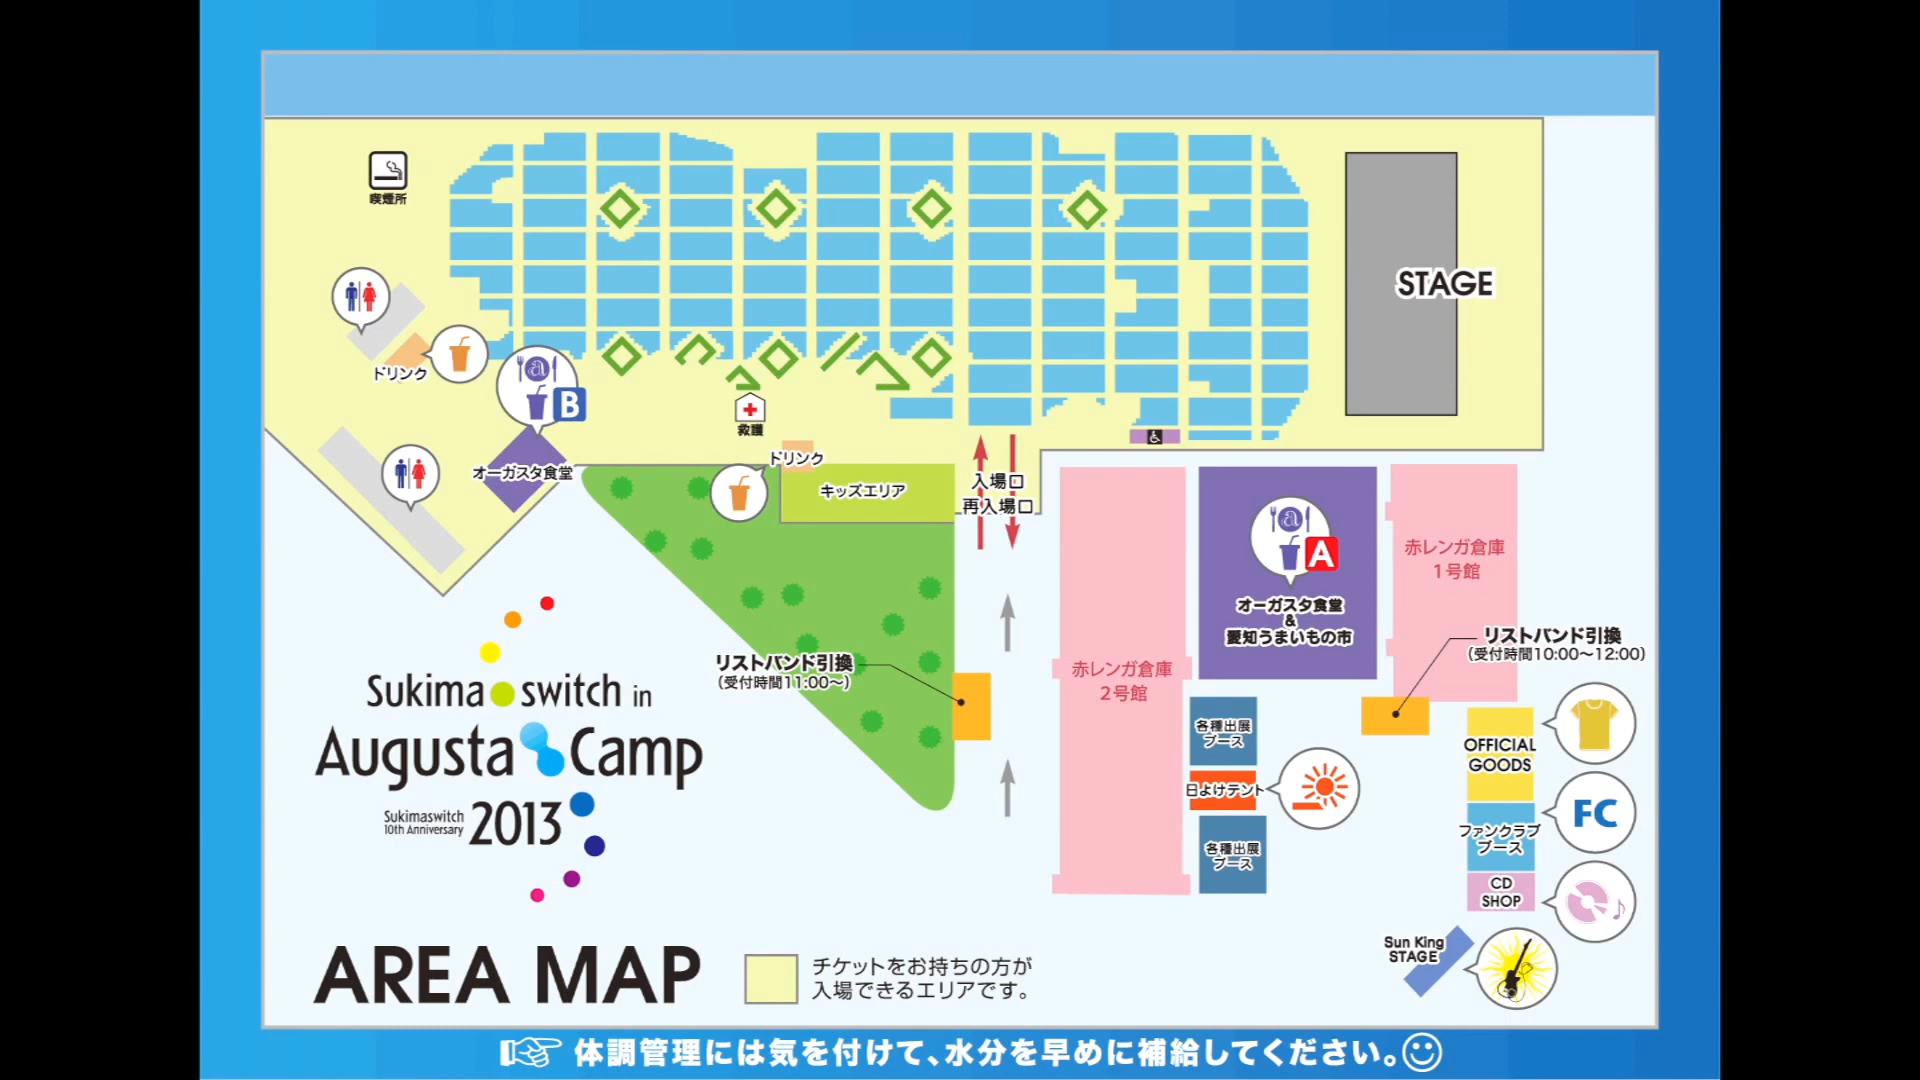 喫煙所
STAGE
ドリンク
B
救護
オーガスタ食堂
ドリンク
キッズエリア
入場口
再入場口
A
オーガスタ食堂
&
愛知うまいもの市
赤レンガ倉庫
1号館
リストバンド引換
(受付時間10:00〜12:00)
リストバンド引換
(受付時間11:00〜)
赤レンガ倉庫
2号館
各種出展
ブース
日よけテント
各種出展
ブース
OFFICIAL
GOODS
ファンクラブ
ブース
FC
CD
SHOP
Sun King
STAGE
Sukima switch in
Augusta Camp
Sukimaswitch
10th Anniversary
2013
AREA MAP
チケットをお持ちの方が
入場できるエリアです。
体調管理には気を付けて、水分を早めに補給してください。